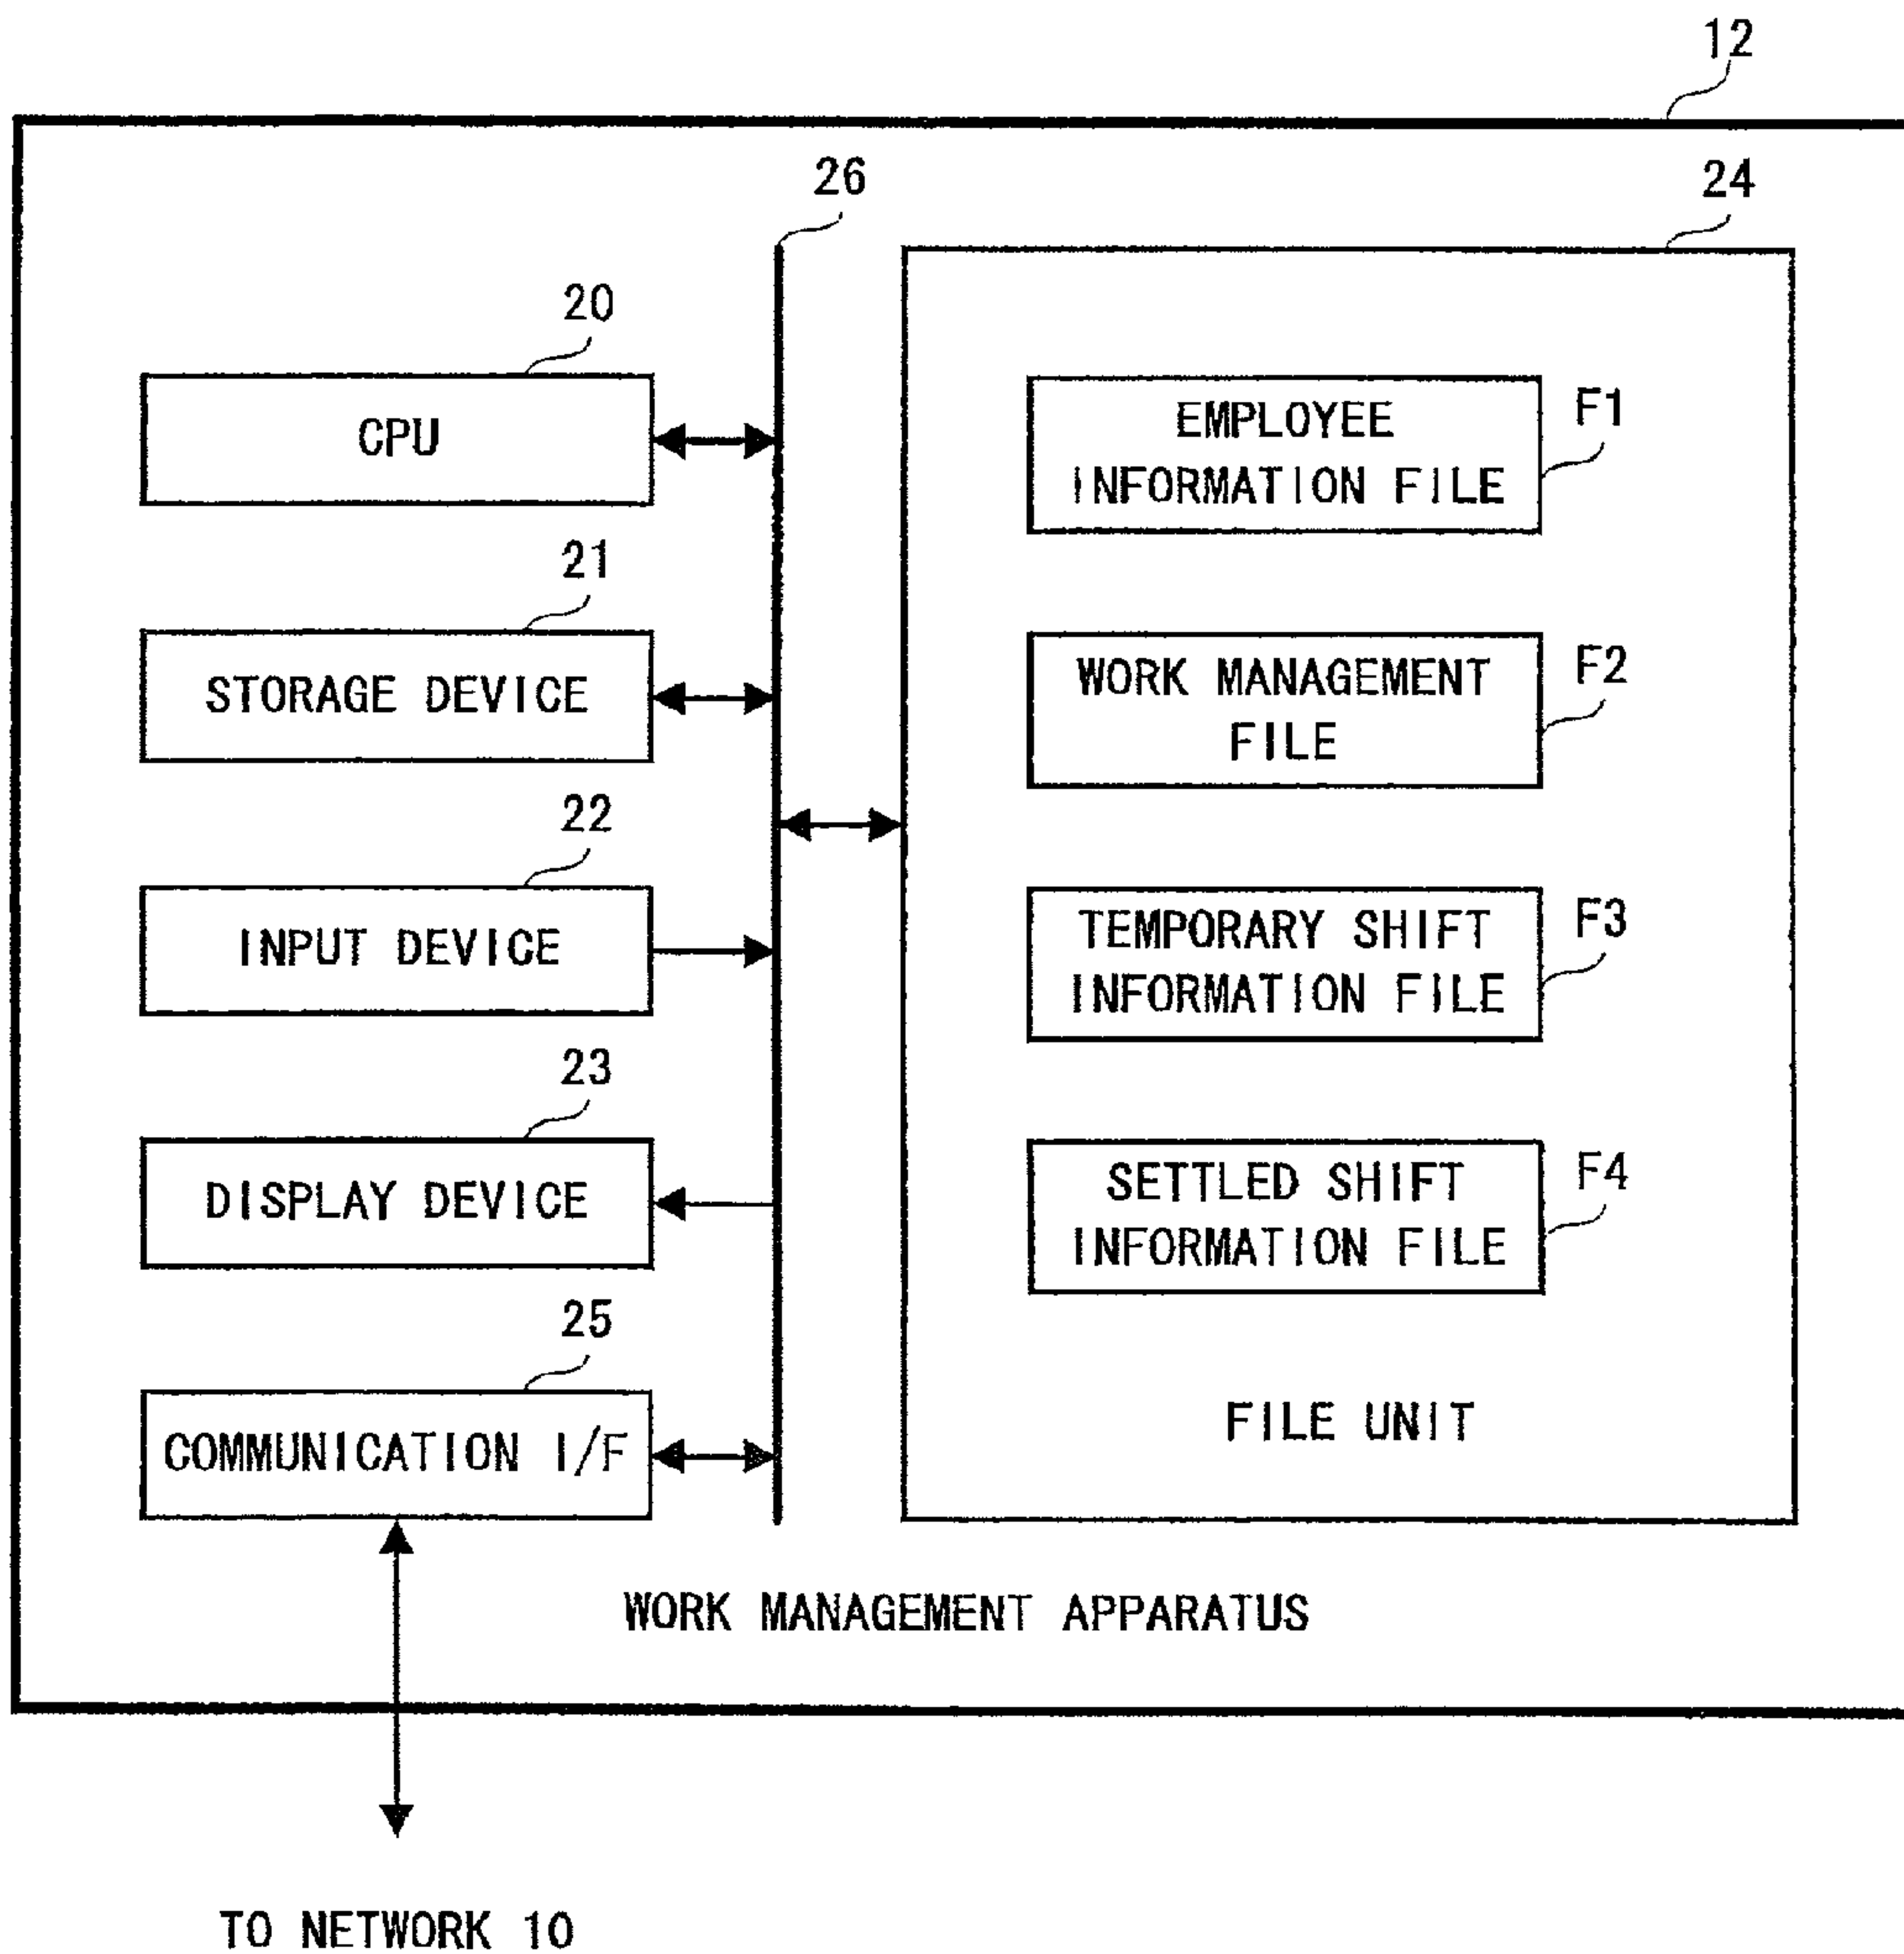 12
26
24
20
CPU
EMPLOYEE
INFORMATION FILE
F1
21
STORAGE DEVICE
WORK MANAGEMENT
FILE
F2
22
INPUT DEVICE
TEMPORARY SHIFT
INFORMATION FILE
F3
23
DISPLAY DEVICE
SETTLED SHIFT
INFORMATION FILE
F4
25
COMMUNICATION I/F
FILE UNIT
WORK MANAGEMENT APPARATUS
TO NETWORK 10